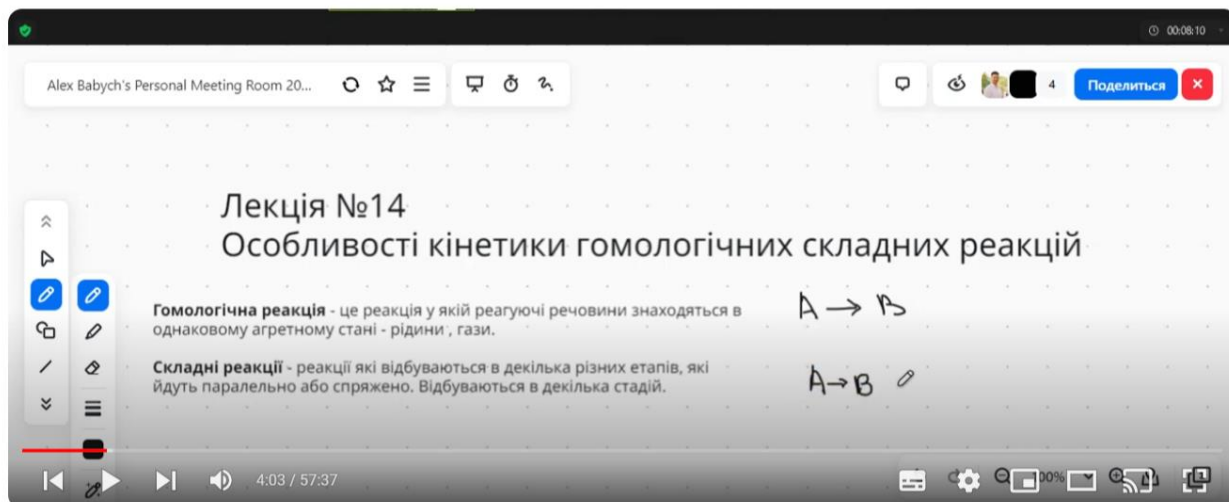 00:08:10
Alex Babych's Personal Meeting Room 20...
4
Поделиться
Лекція №14
Особливості кінетики гомологічних складних реакцій
Гомологічна реакція - це реакція у якій реагуючі речовини знаходяться в
однаковому агретному стані - рідини , гази.
Складні реакції - реакції які відбуваються в декілька різних етапів, які
йдуть паралельно або спряжено. Відбуваються в декілька стадій.
A → B
A → B
4:03 / 57:37